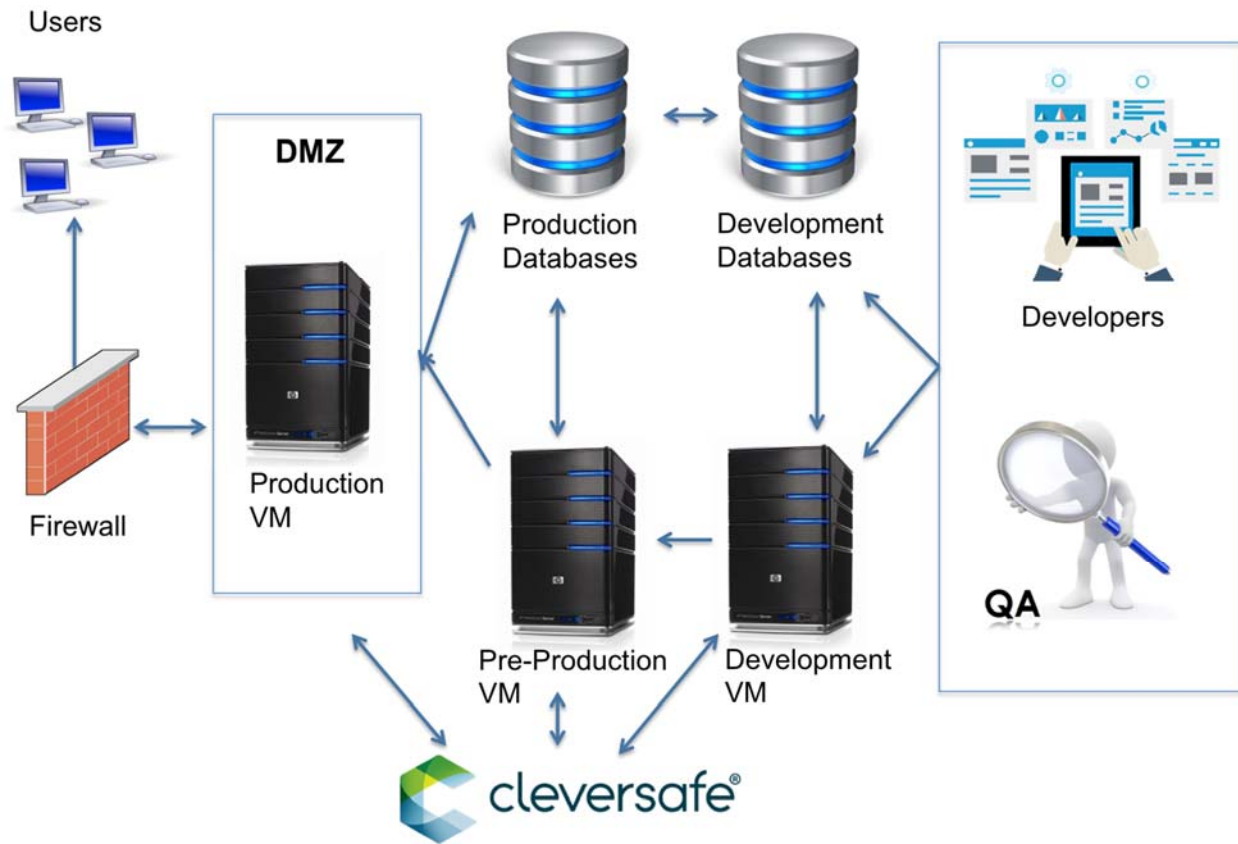 Users
DMZ
Production
Databases
Development
Databases
Developers
Firewall
Production
VM
QA
Pre-Production
VM
Development
VM
cleversafe®